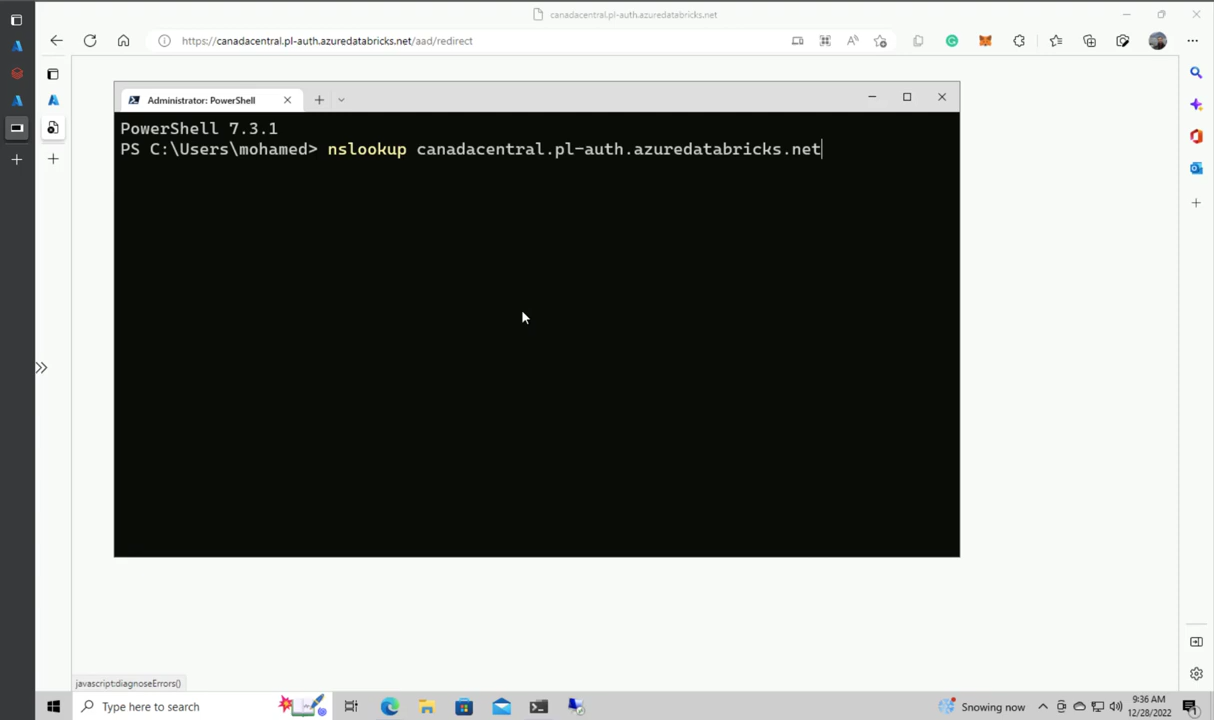 canadacentral.pl-auth.azuredatabricks.net
https://canadacentral.pl-auth.azuredatabricks.net/aad/redirect
Administrator: PowerShell
PowerShell 7.3.1
PS C:\Users\mohamed> nslookup canadacentral.pl-auth.azuredatabricks.net
javascript:diagnoseErrors()
Type here to search
Snowing now
9:36 AM
12/28/2022